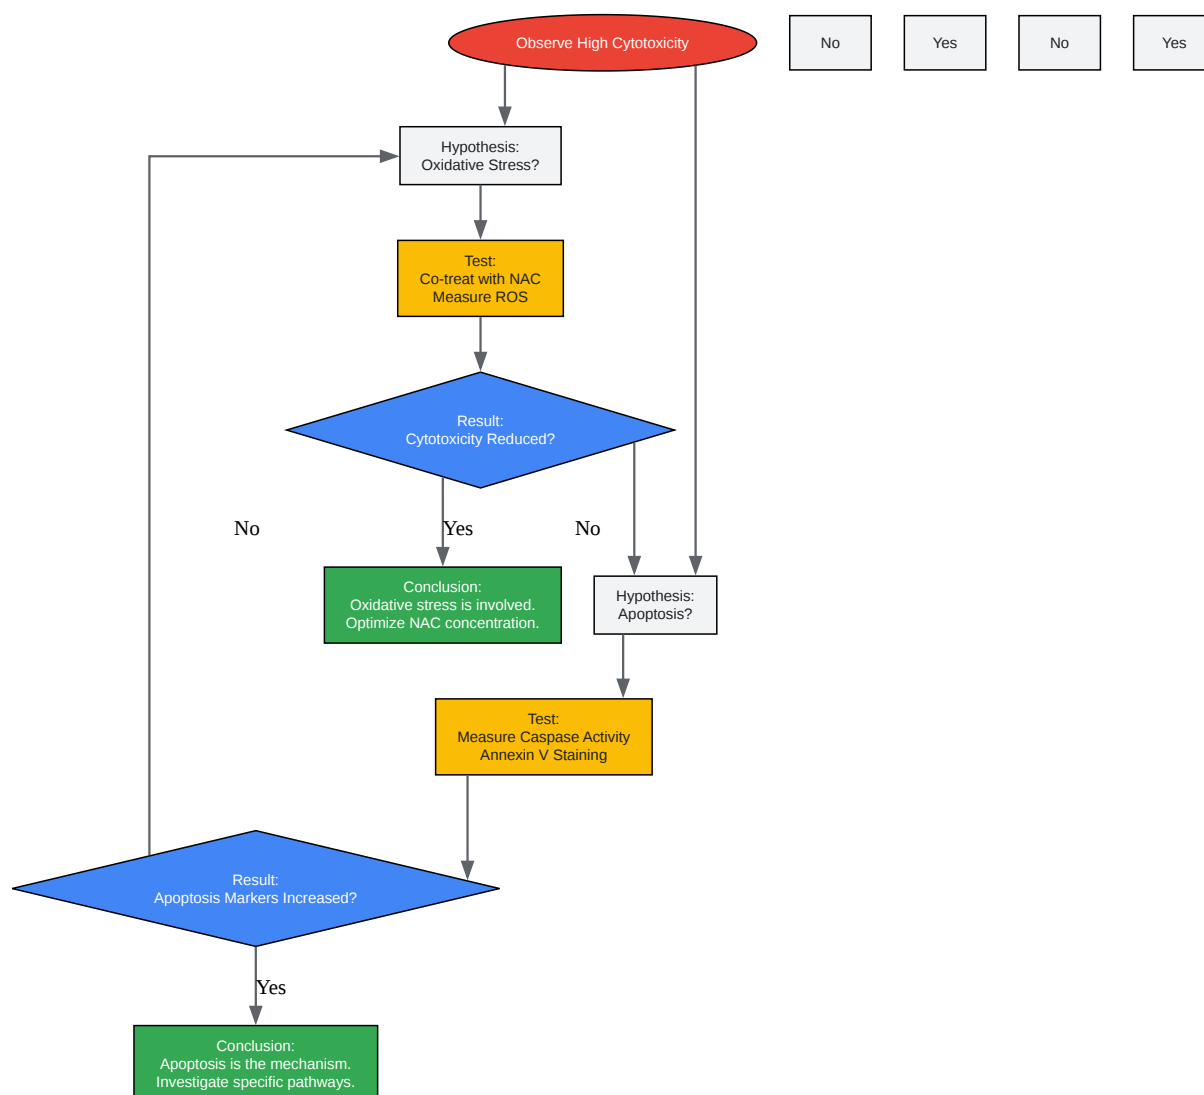 Observe High Cytotoxicity
No
Yes
No
Yes
Hypothesis:
Oxidative Stress?
Test:
Co-treat with NAC
Measure ROS
Result:
Cytotoxicity Reduced?
No
Yes
No
Conclusion:
Oxidative stress is involved.
Optimize NAC concentration.
Hypothesis:
Apoptosis?
Test:
Measure Caspase Activity
Annexin V Staining
Result:
Apoptosis Markers Increased?
Yes
Conclusion:
Apoptosis is the mechanism.
Investigate specific pathways.